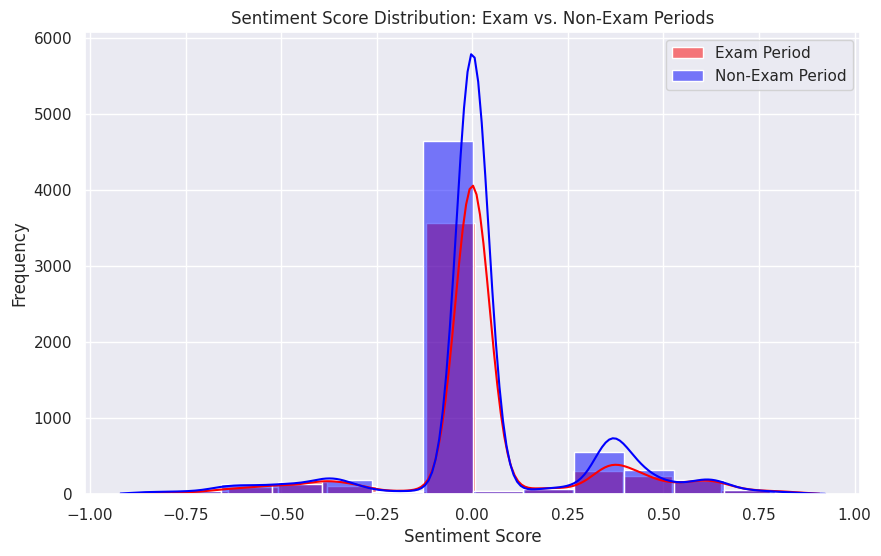 Sentiment Score Distribution: Exam vs. Non-Exam Periods
Exam Period
Non-Exam Period
Frequency
6000
5000
4000
3000
2000
1000
0
−1.00 −0.75 −0.50 −0.25 0.00 0.25 0.50 0.75 1.00
Sentiment Score